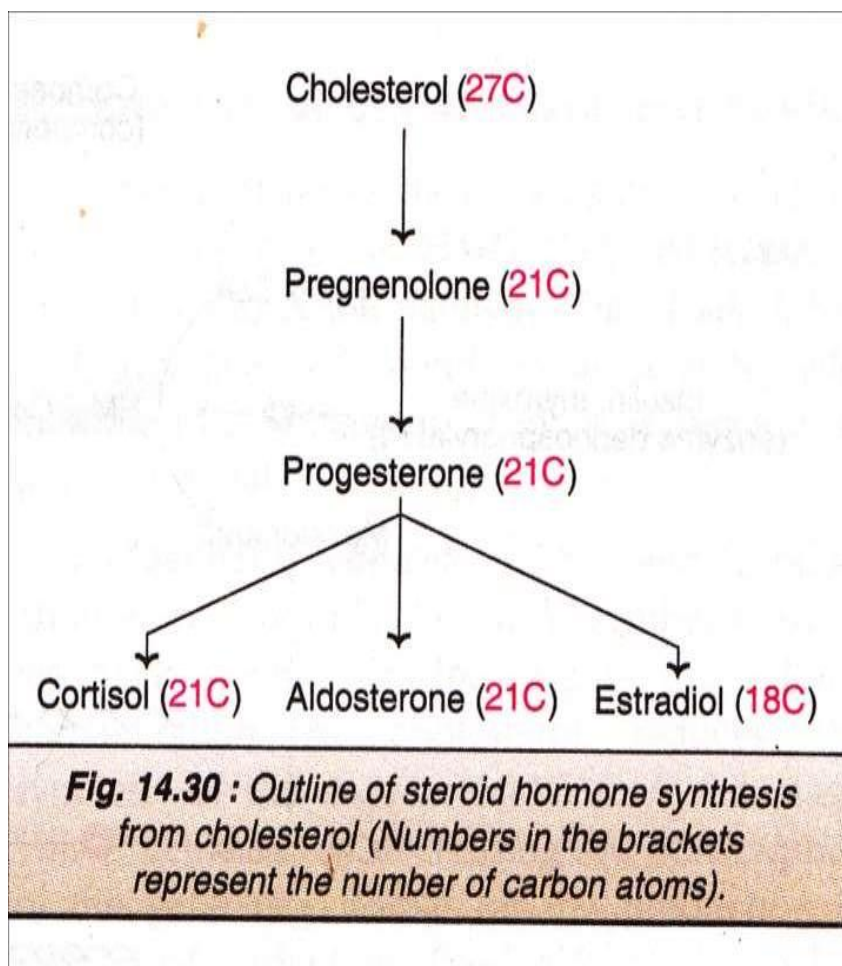 Cholesterol (27C)
Pregnenolone (21C)
Progesterone (21C)
Cortisol (21C) Aldosterone (21C) Estradiol (18C)
Fig. 14.30 : Outline of steroid hormone synthesis
from cholesterol (Numbers in the brackets
represent the number of carbon atoms).